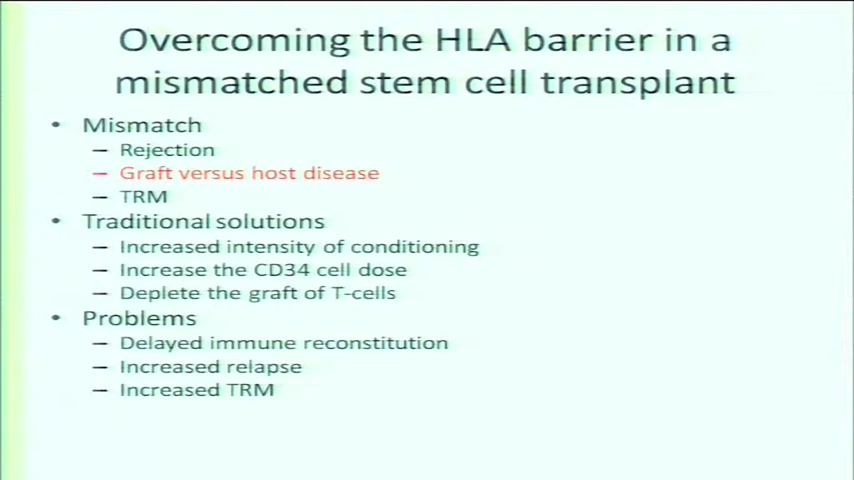 Overcoming the HLA barrier in a
mismatched stem cell transplant
• Mismatch
– Rejection
– Graft versus host disease
– TRM
• Traditional solutions
– Increased intensity of conditioning
– Increase the CD34 cell dose
– Deplete the graft of T-cells
• Problems
– Delayed immune reconstitution
– Increased relapse
– Increased TRM